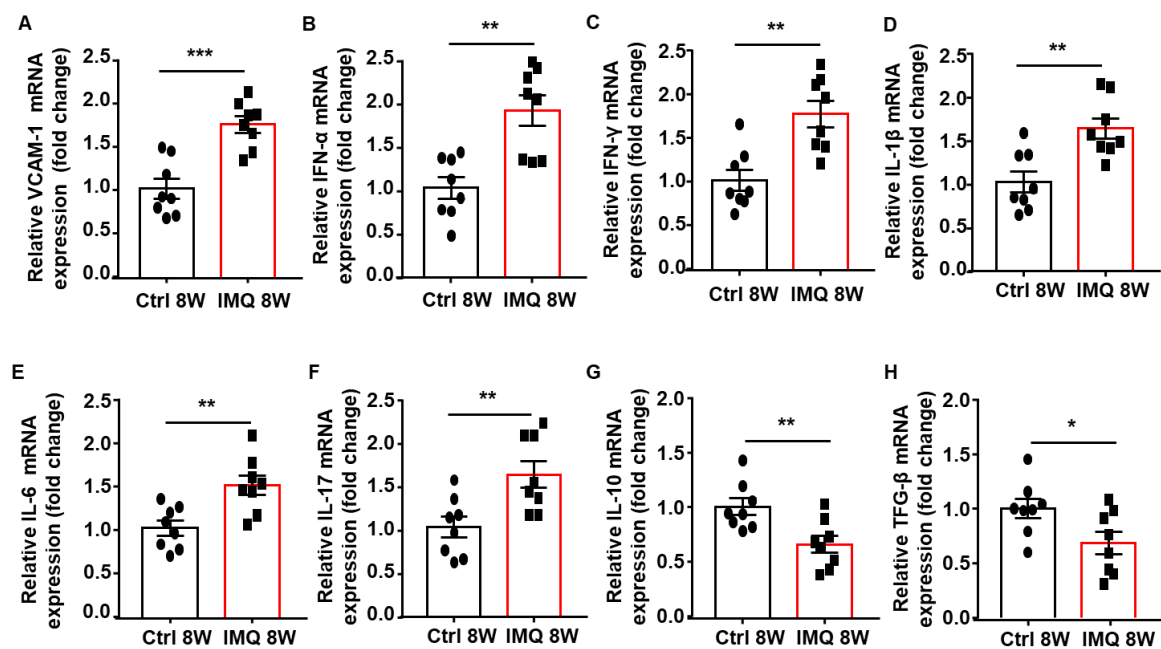 A
Relative VCAM-1 mRNA
expression (fold change)
2.5
2.0
1.5
1.0
0.5
0.0
***
Ctrl 8W IMQ 8W
B
Relative IFN-α mRNA
expression (fold change)
2.5
2.0
1.5
1.0
0.5
0.0
**
Ctrl 8W IMQ 8W
C
Relative IFN-γ mRNA
expression (fold change)
2.5
2.0
1.5
1.0
0.5
0.0
**
Ctrl 8W IMQ 8W
D
Relative IL-1β mRNA
expression (fold change)
2.5
2.0
1.5
1.0
0.5
0.0
**
Ctrl 8W IMQ 8W
E
Relative IL-6 mRNA
expression (fold change)
2.5
2.0
1.5
1.0
0.5
0.0
**
Ctrl 8W IMQ 8W
F
Relative IL-17 mRNA
expression (fold change)
2.5
2.0
1.5
1.0
0.5
0.0
**
Ctrl 8W IMQ 8W
G
Relative IL-10 mRNA
expression (fold change)
2.0
1.5
1.0
0.5
0.0
**
Ctrl 8W IMQ 8W
H
Relative TFG-β mRNA
expression (fold change)
2.0
1.5
1.0
0.5
0.0
*
Ctrl 8W IMQ 8W